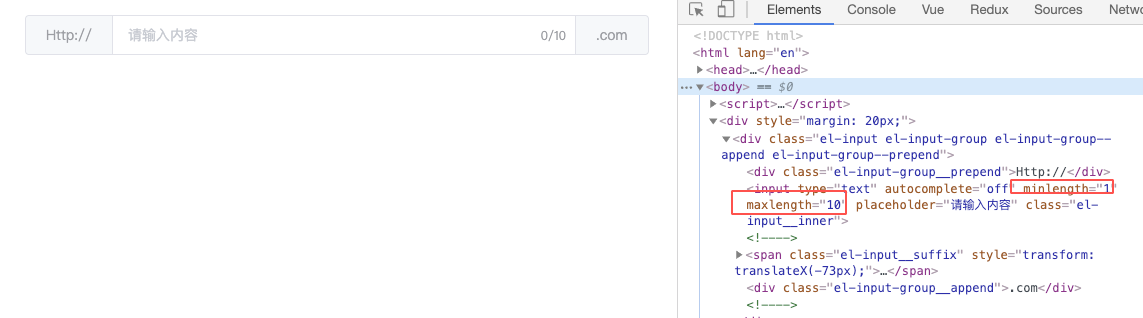 Http:// 请输入内容 0/10 .com
Elements Console Vue Redux Sources Netw
<!DOCTYPE html>
<html lang="en">
<head>…</head>
<body> == $0
<script>…</script>
<div style="margin: 20px;">
<div class="el-input el-input-group el-input-group--
append el-input-group--prepend">
<div class="el-input-group__prepend">Http://</div>
<input type="text" autocomplete="off" minlength="1"
maxlength="10" placeholder="请输入内容" class="el-
input__inner">
<!---->
<span class="el-input__suffix" style="transform:
translateX(-73px);">…</span>
<div class="el-input-group__append">.com</div>
<!---->